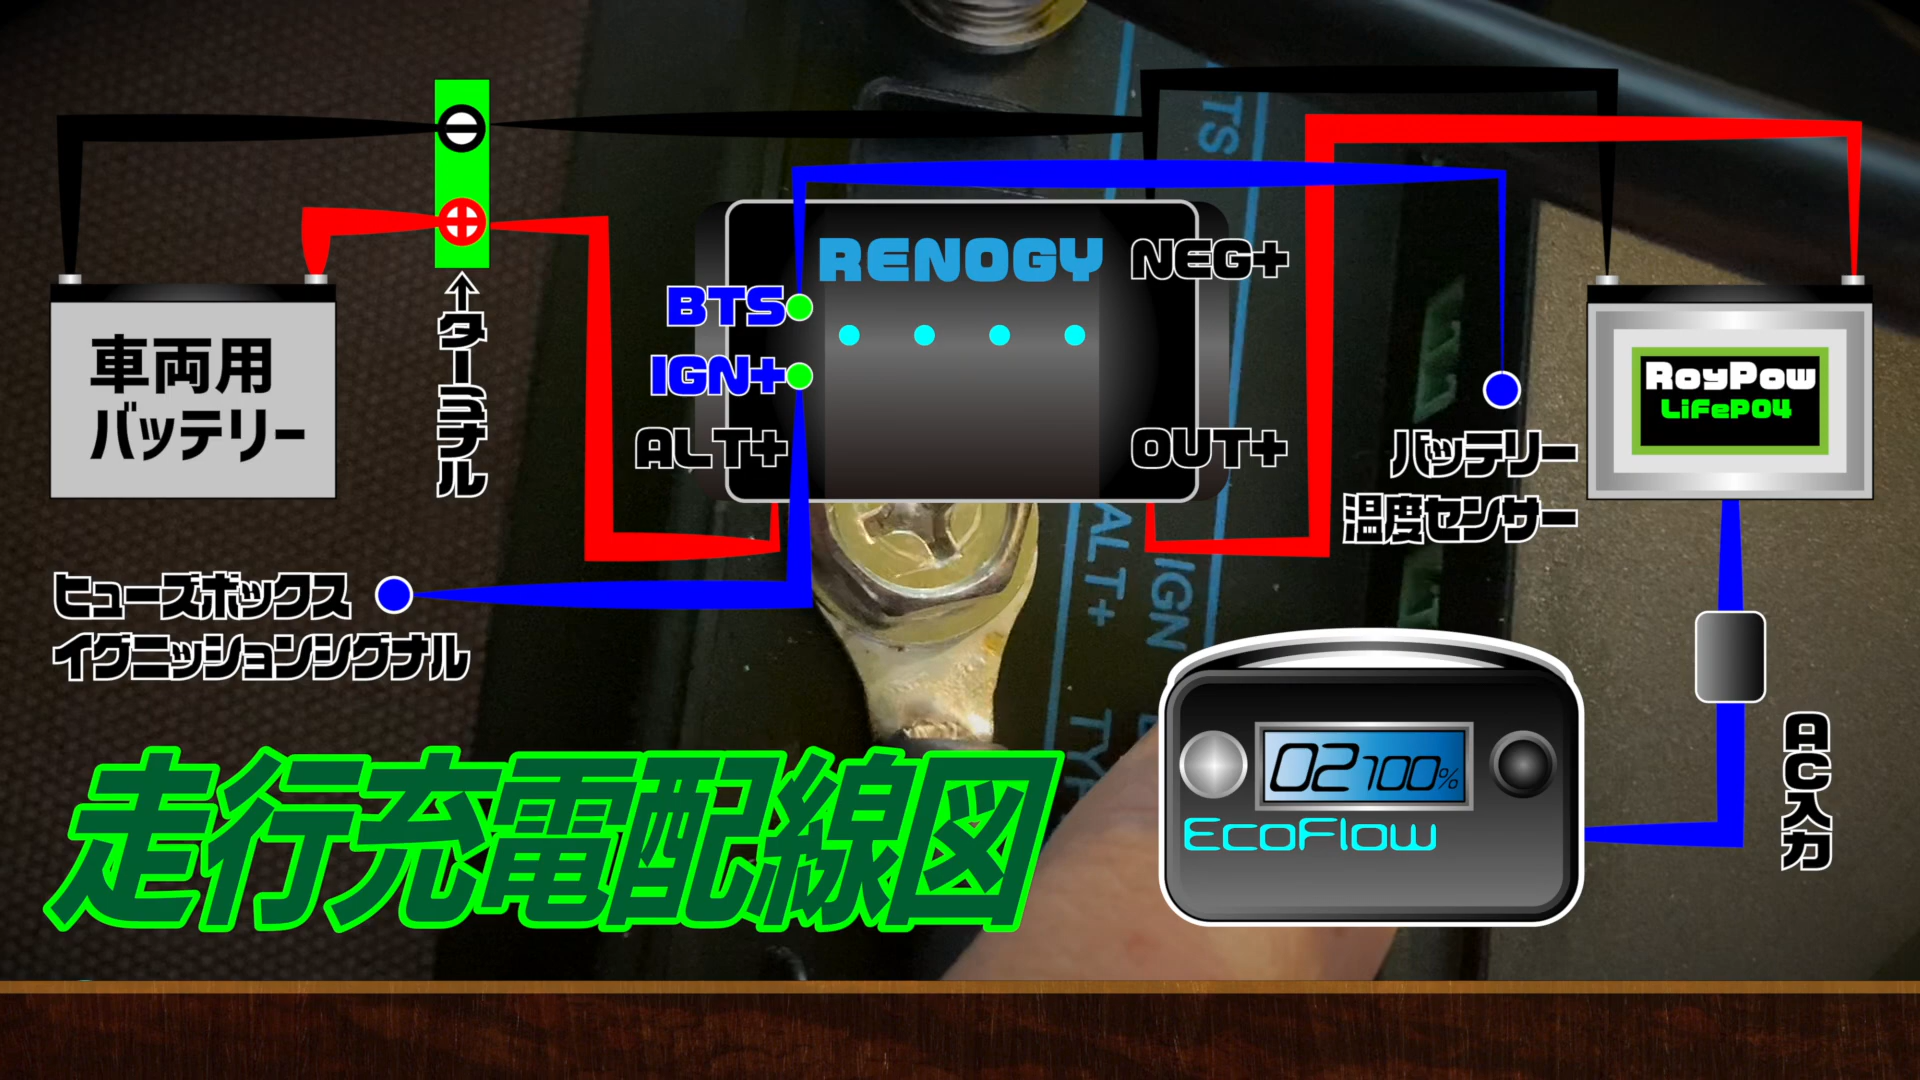 RENOGY
NEG+
BTS
IGN+
ALT+
OUT+
車両用
バッテリー
↑ターミナル
RoyPow
LiFePO4
バッテリー
温度センサー
ヒューズボックス
イグニッションシグナル
AC入力
02 100%
EcoFlow
走行充電配線図
TS
ALT+
IGN